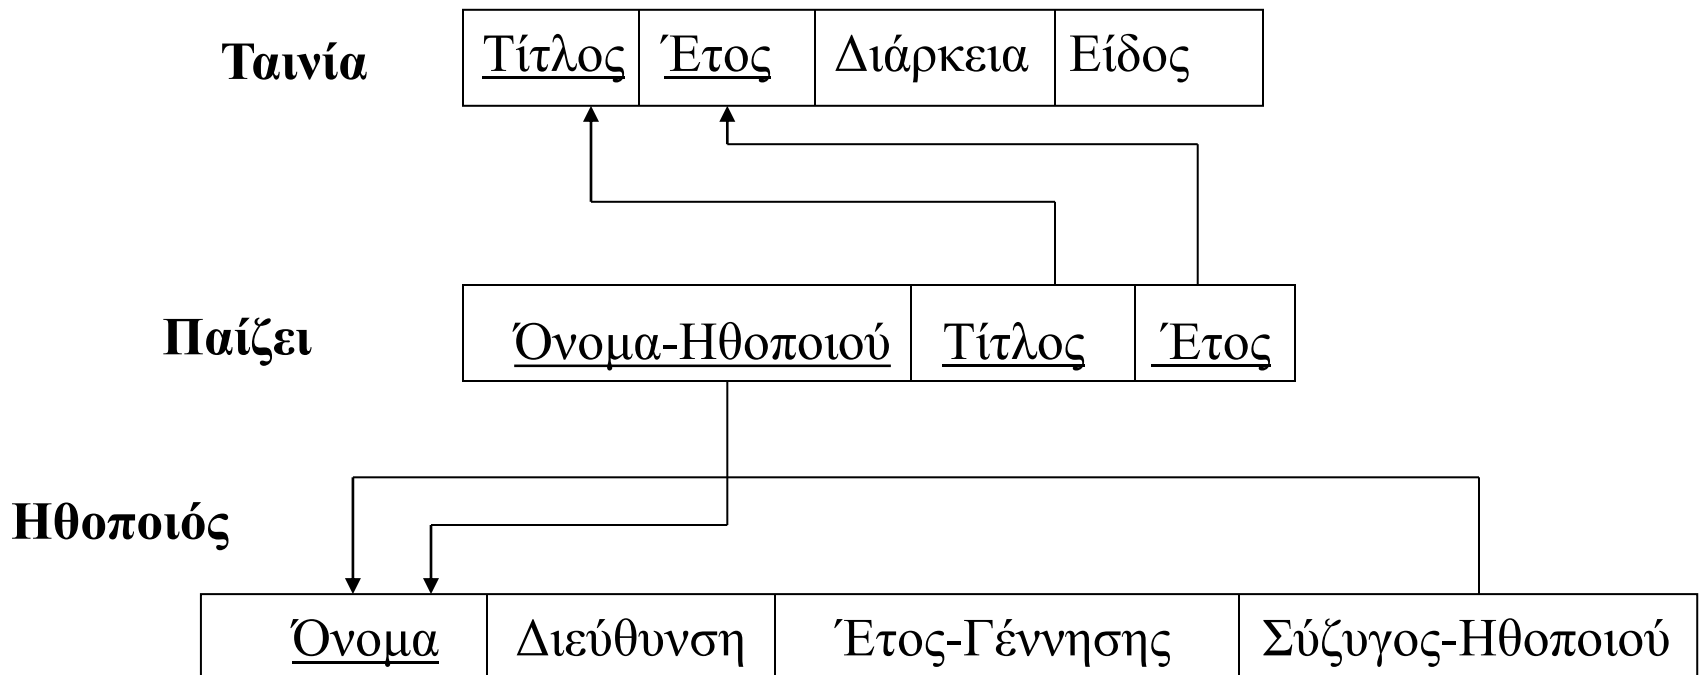 Ταινία Τίτλος Έτος Διάρκεια Είδος
Παίζει Όνομα-Ηθοποιού Τίτλος Έτος
Ηθοποιός
Όνομα Διεύθυνση Έτος-Γέννησης Σύζυγος-Ηθοποιού